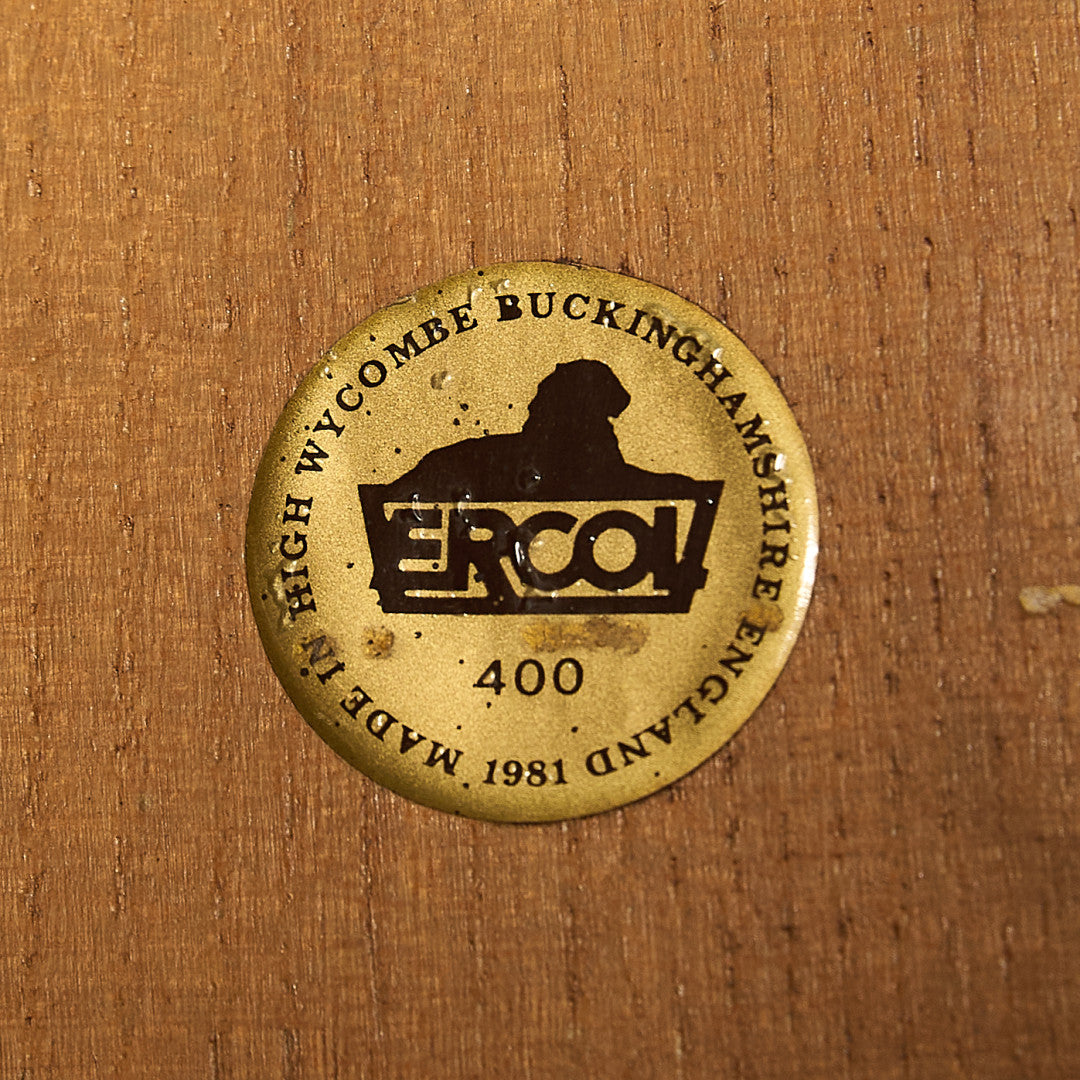 MADE IN HIGH WYCOMBE BUCKINGHAMSHIRE ENGLAND
ERCOL
400
1981